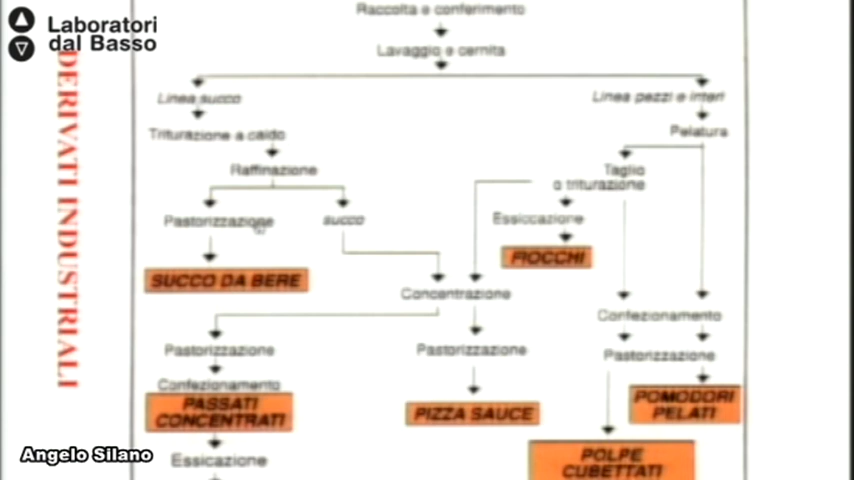 Laboratori
dal Basso
DERIVATI INDUSTRIALI
Raccolta e conferimento
Lavaggio e cernita
Linea succo
Linea pezzi e interi
Triturazione a caldo
Pelatura
Raffinazione
Taglio
o triturazione
Pastorizzazione
succo
Essiccazione
FIOCCHI
SUCCO DA BERE
Concentrazione
Confezionamento
Pastorizzazione
Pastorizzazione
Pastorizzazione
Confezionamento
PASSATI
CONCENTRATI
PIZZA SAUCE
POMODORI
PELATI
Essicazione
POLPE
CUBETTATI
Angelo Silano